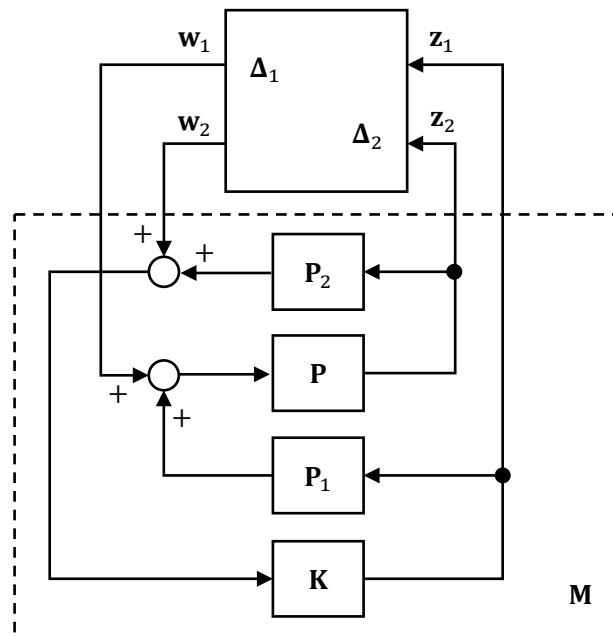 w₁
z₁
Δ₁
w₂
z₂
Δ₂
+
+
P₂
P
+
+
P₁
K
M